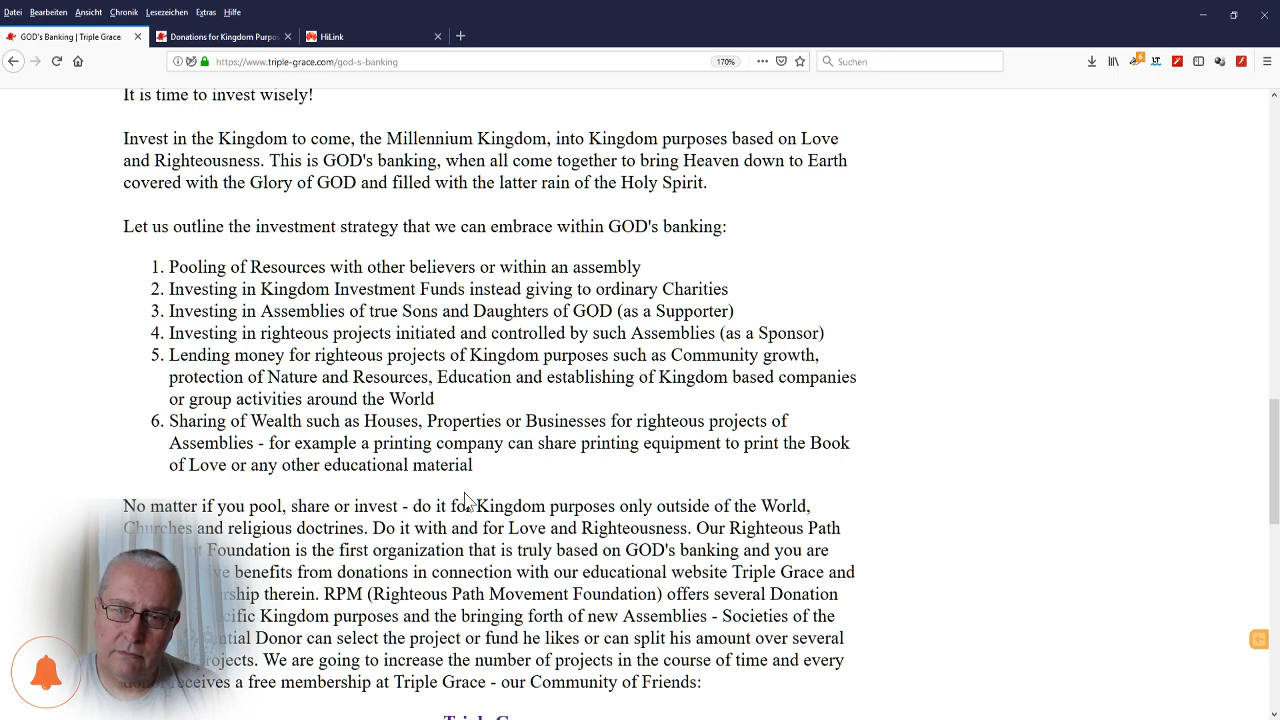 Datei Bearbeiten Ansicht Chronik Lesezeichen Extras Hilfe
GOD's Banking | Triple Grace
Donations for Kingdom Purpo
HiLink
https://www.triple-grace.com/god-s-banking
170%
Suchen
It is time to invest wisely!
Invest in the Kingdom to come, the Millennium Kingdom, into Kingdom purposes based on Love
and Righteousness. This is GOD's banking, when all come together to bring Heaven down to Earth
covered with the Glory of GOD and filled with the latter rain of the Holy Spirit.
Let us outline the investment strategy that we can embrace within GOD's banking:
1. Pooling of Resources with other believers or within an assembly
2. Investing in Kingdom Investment Funds instead giving to ordinary Charities
3. Investing in Assemblies of true Sons and Daughters of GOD (as a Supporter)
4. Investing in righteous projects initiated and controlled by such Assemblies (as a Sponsor)
5. Lending money for righteous projects of Kingdom purposes such as Community growth,
protection of Nature and Resources, Education and establishing of Kingdom based companies
or group activities around the World
6. Sharing of Wealth such as Houses, Properties or Businesses for righteous projects of
Assemblies - for example a printing company can share printing equipment to print the Book
of Love or any other educational material
No matter if you pool, share or invest - do it for Kingdom purposes only outside of the World,
Churches and religious doctrines. Do it with and for Love and Righteousness. Our Righteous Path
Foundation is the first organization that is truly based on GOD's banking and you are
benefits from donations in connection with our educational website Triple Grace and
therein. RPM (Righteous Path Movement Foundation) offers several Donation
Kingdom purposes and the bringing forth of new Assemblies - Societies of the
Donor can select the project or fund he likes or can split his amount over several
We are going to increase the number of projects in the course of time and every
receives a free membership at Triple Grace - our Community of Friends: